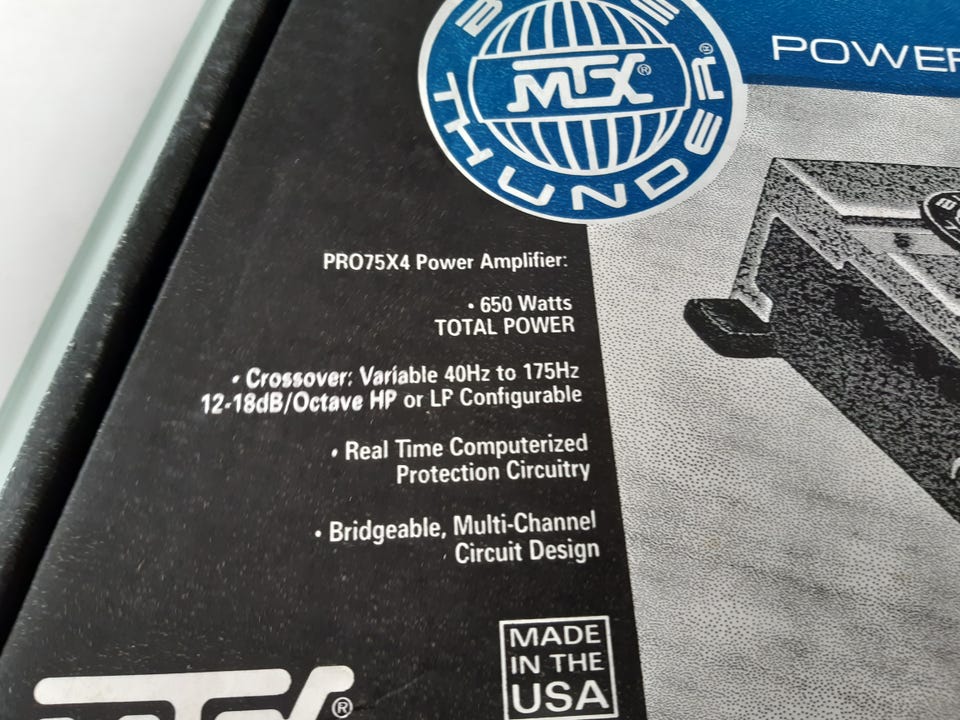 MTX®
THUNDER®
POWER
PRO75X4 Power Amplifier:
• 650 Watts
TOTAL POWER
• Crossover: Variable 40Hz to 175Hz
12-18dB/Octave HP or LP Configurable
• Real Time Computerized
Protection Circuitry
• Bridgeable, Multi-Channel
Circuit Design
MADE
IN THE
USA
MTX®